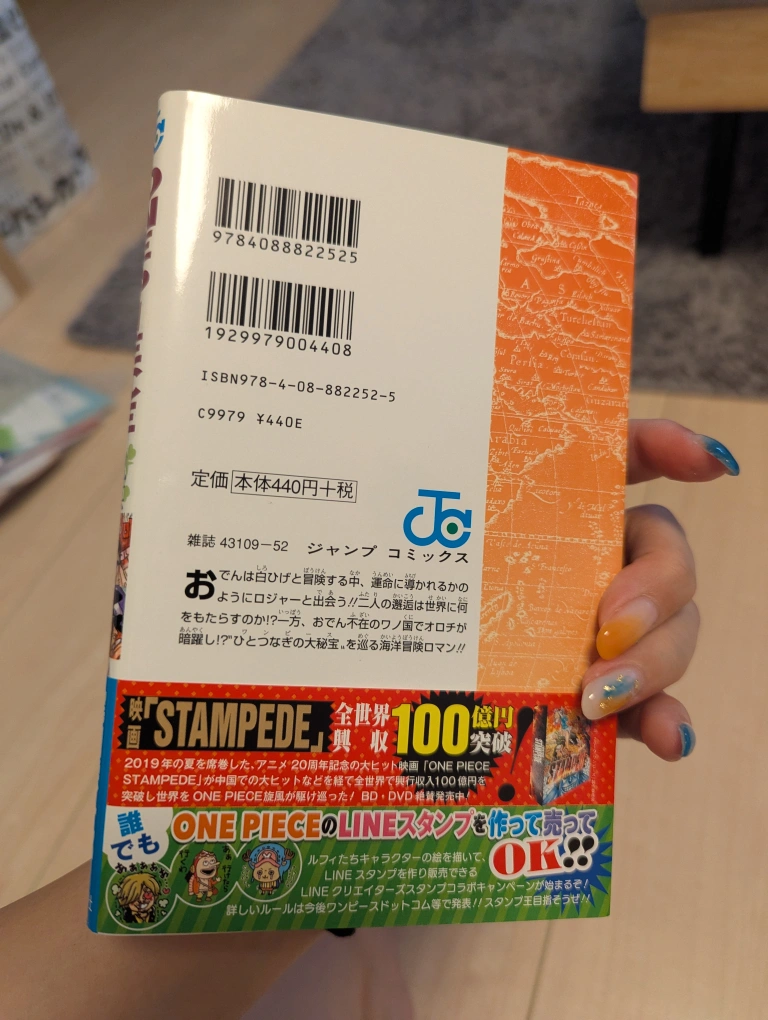 9784088822525
1929979004408
ISBN978-4-08-882252-5
C9979 ¥440E
定価 本体440円+税
雑誌 43109-52 ジャンプ コミックス
おでんは白ひげと冒険する中、運命に導かれるかの
ようにロジャーと出会う!!二人の邂逅は世界に何
をもたらすのか!?一方、おでん不在のワノ国でオロチが
暗躍し!?"ひとつなぎの大秘宝"を巡る海洋冒険ロマン!!
映画「STAMPEDE」全世界興収100億円突破!
2019年の夏を席巻した、アニメ20周年記念の大ヒット映画「ONE PIECE
STAMPEDE」が中国での大ヒットなどを経て全世界で興行収入100億円を
突破し世界をONE PIECE旋風が駆け巡った! BD・DVD絶賛発売中!
誰でも ONE PIECEのLINEスタンプを作って売ってOK!!
ルフィたちキャラクターの絵を描いて、
LINEスタンプを作り販売できる
LINEクリエイターズスタンプコラボキャンペーンが始まるぞ!
詳しいルールは今後ワンピースドットコム等で発表!!スタンプ王目指そうぜ!!